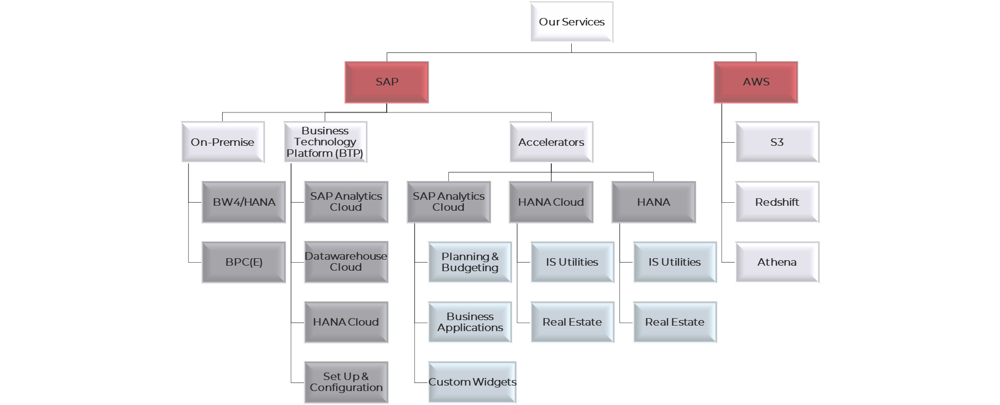 Our Services
SAP
AWS
On-Premise
Business
Technology
Platform (BTP)
Accelerators
S3
BW4/HANA
SAP Analytics
Cloud
SAP Analytics
Cloud
HANA Cloud
HANA
Redshift
BPC(E)
Datawarehouse
Cloud
Planning &
Budgeting
IS Utilities
IS Utilities
Athena
HANA Cloud
Business
Applications
Real Estate
Real Estate
Set Up &
Configuration
Custom Widgets